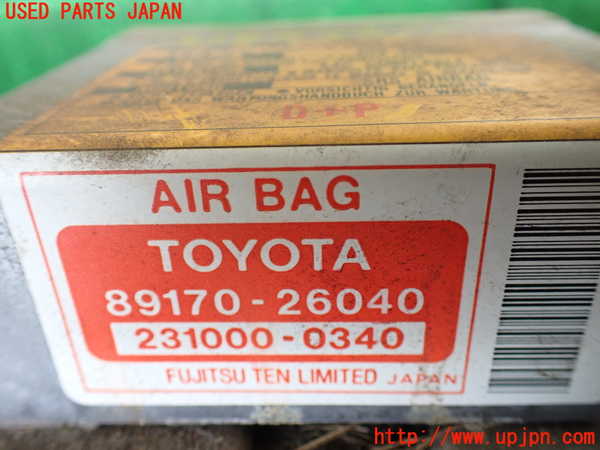 USED PARTS JAPAN
D+P
AIR BAG
TOYOTA
89170-26040
231000-0340
FUJITSU TEN LIMITED JAPAN
http://www.upjpn.com